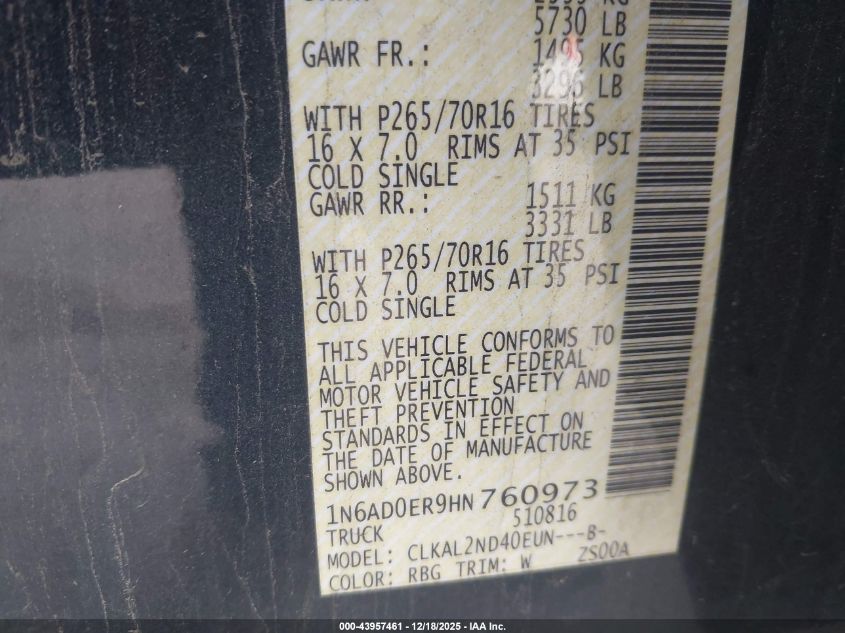 5730 LB
GAWR FR.: 1495 KG
3296 LB
WITH P265/70R16 TIRES
16 X 7.0 RIMS AT 35 PSI
COLD SINGLE
GAWR RR.: 1511 KG
3331 LB
WITH P265/70R16 TIRES
16 X 7.0 RIMS AT 35 PSI
COLD SINGLE
THIS VEHICLE CONFORMS TO
ALL APPLICABLE FEDERAL
MOTOR VEHICLE SAFETY AND
THEFT PREVENTION
STANDARDS IN EFFECT ON
THE DATE OF MANUFACTURE
SHOWN ABOVE.
1N6AD0ER9HN760973
TRUCK 510816
MODEL: CLKAL2ND40EUN---B-
COLOR: RBG TRIM: W ZS00A
000-43957461 - 12/18/2025 - IAA Inc.